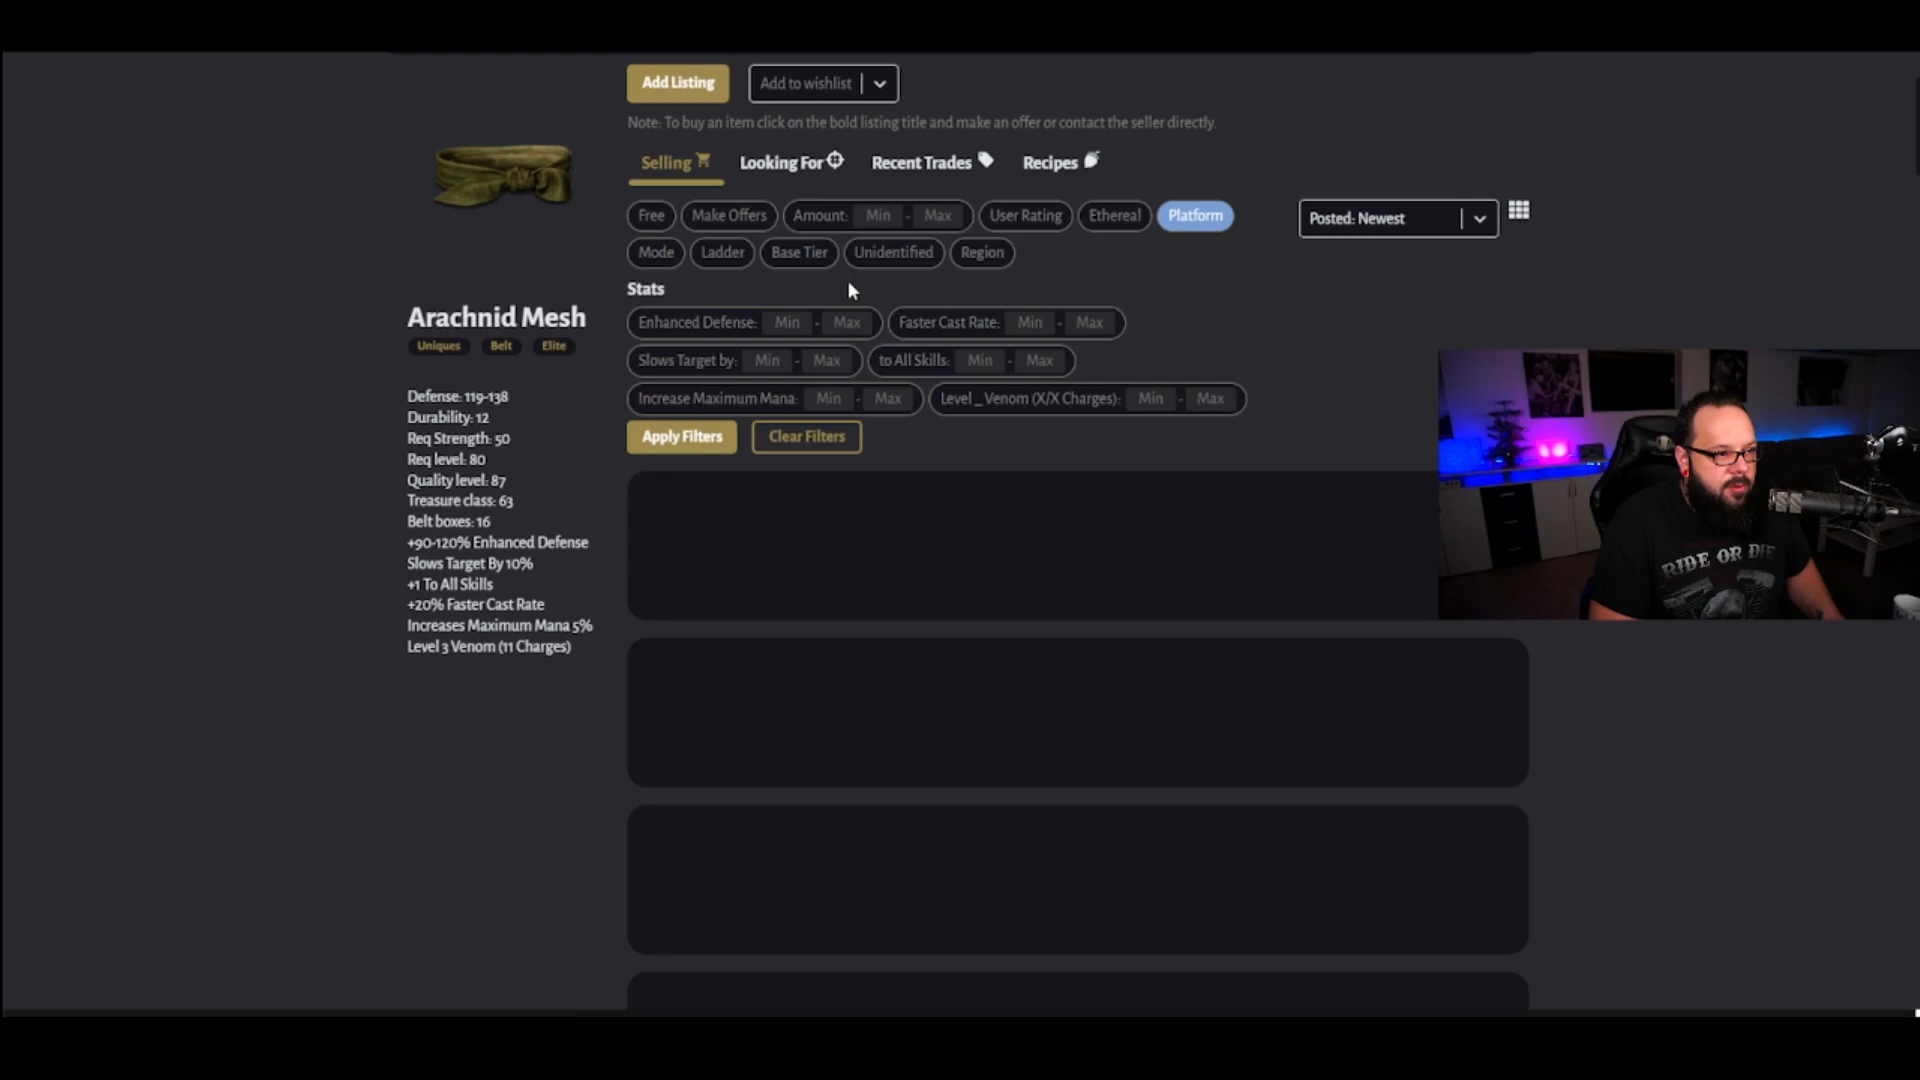 Add Listing
Add to wishlist
Note: To buy an item click on the bold listing title and make an offer or contact the seller directly.
Selling Looking For Recent Trades Recipes
Free Make Offers Amount: Min - Max User Rating Ethereal Platform
Posted: Newest
Mode Ladder Base Tier Unidentified Region
Stats
Enhanced Defense: Min - Max Faster Cast Rate: Min - Max
Slows Target by: Min - Max to All Skills: Min - Max
Increase Maximum Mana: Min - Max Level _ Venom (X/X Charges): Min - Max
Apply Filters Clear Filters
Arachnid Mesh
Uniques Belt Elite
Defense: 119-138
Durability: 12
Req Strength: 50
Req level: 80
Quality level: 87
Treasure class: 63
Belt boxes: 16
+90-120% Enhanced Defense
Slows Target By 10%
+1 To All Skills
+20% Faster Cast Rate
Increases Maximum Mana 5%
Level 3 Venom (11 Charges)
RIDE OR DIE